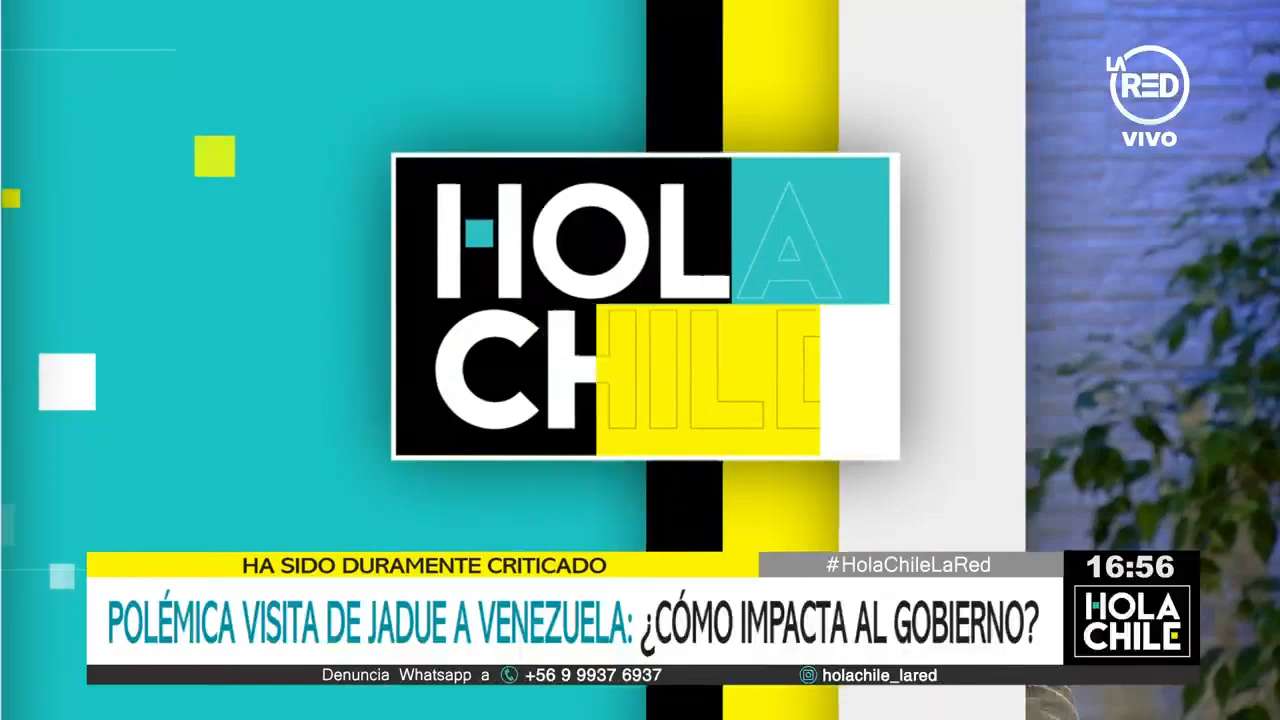 LA RED
VIVO
HOLA
CHILE
HA SIDO DURAMENTE CRITICADO
#HolaChileLaRed
16:56
POLÉMICA VISITA DE JADUE A VENEZUELA: ¿CÓMO IMPACTA AL GOBIERNO?
HOLA
CHILE
Denuncia Whatsapp a +56 9 9937 6937
holachile_lared